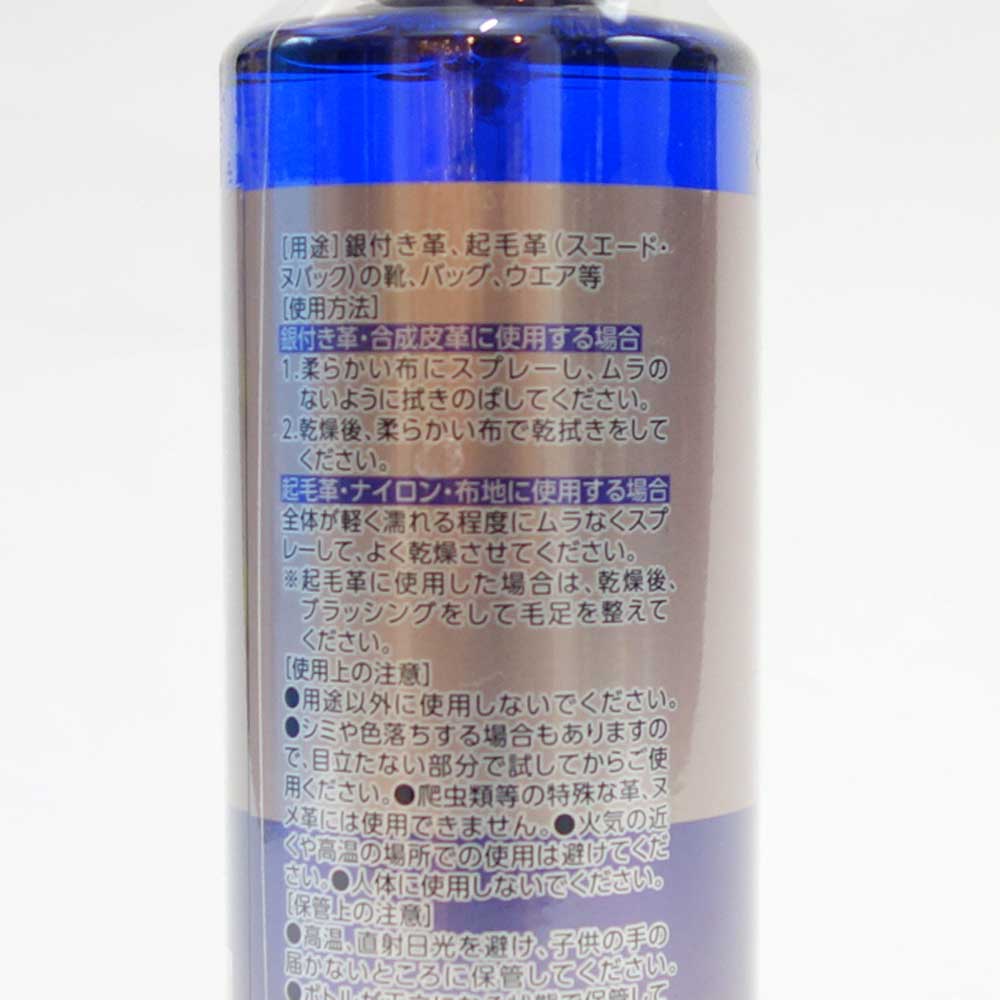 [用途]銀付き革、起毛革(スエード・
ヌバック)の靴、バッグ、ウエア等
[使用方法]
銀付き革・合成皮革に使用する場合
1.柔らかい布にスプレーし、ムラの
ないように拭きのばしてください。
2.乾燥後、柔らかい布で乾拭きをして
ください。
起毛革・ナイロン・布地に使用する場合
全体が軽く濡れる程度にムラなくスプ
レーして、よく乾燥させてください。
※起毛革に使用した場合は、乾燥後、
ブラッシングをして毛足を整えて
ください。
[使用上の注意]
●用途以外に使用しないでください。
●シミや色落ちする場合もありますの
で、目立たない部分で試してからご使
用ください。●爬虫類等の特殊な革、ヌ
メ革には使用できません。●火気の近
くや高温の場所での使用は避けてくだ
さい。●人体に使用しないでください。
[保管上の注意]
●高温、直射日光を避け、子供の手の
届かないところに保管してください。
●ボトルが正立になる状態で保管して